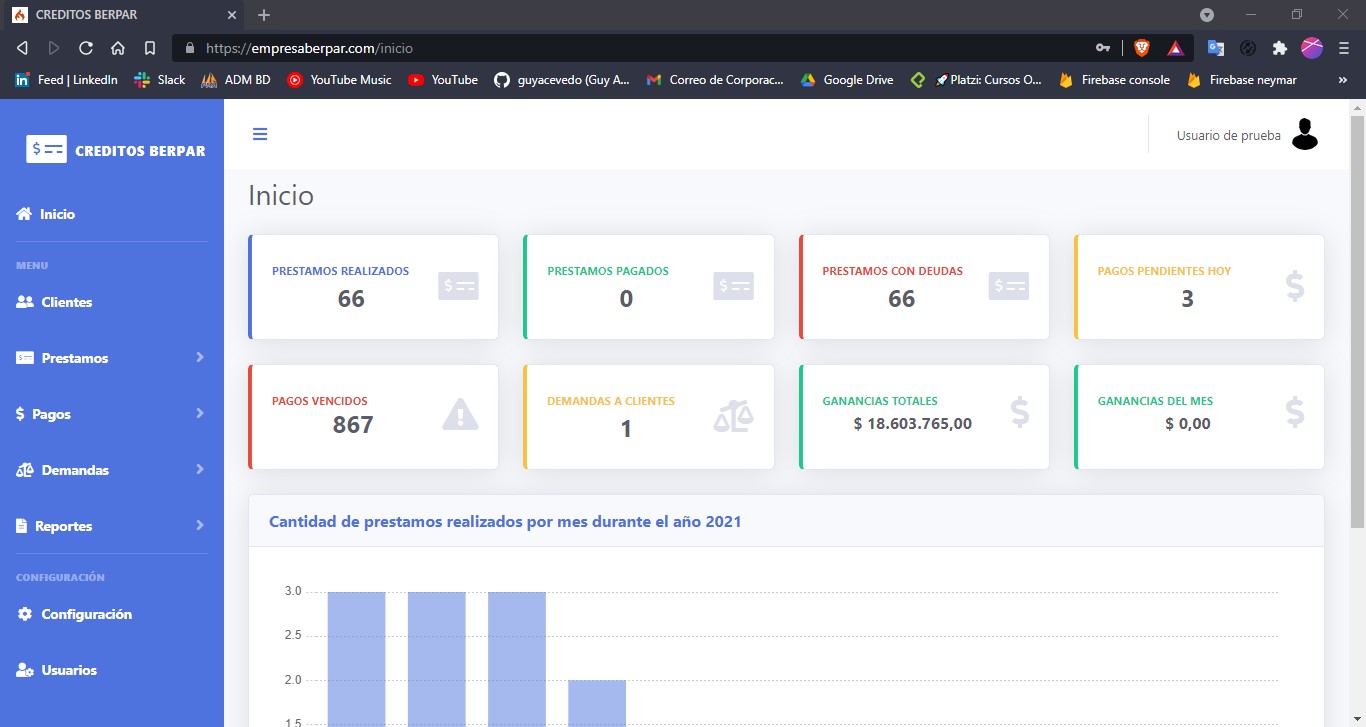 CREDITOS BERPAR
https://empresaberpar.com/inicio
Feed | LinkedIn
Slack
ADM BD
YouTube Music
YouTube
guyacevedo (Guy A...
Correo de Corporac...
Google Drive
Platzi: Cursos O...
Firebase console
Firebase neymar
»
CREDITOS BERPAR
Inicio
MENU
Clientes
Prestamos
Pagos
Demandas
Reportes
CONFIGURACIÓN
Configuración
Usuarios
Usuario de prueba
Inicio
PRESTAMOS REALIZADOS
66
PRESTAMOS PAGADOS
0
PRESTAMOS CON DEUDAS
66
PAGOS PENDIENTES HOY
3
PAGOS VENCIDOS
867
DEMANDAS A CLIENTES
1
GANANCIAS TOTALES
$ 18.603.765,00
GANANCIAS DEL MES
$ 0,00
Cantidad de prestamos realizados por mes durante el año 2021
3.0
2.5
2.0
1.5